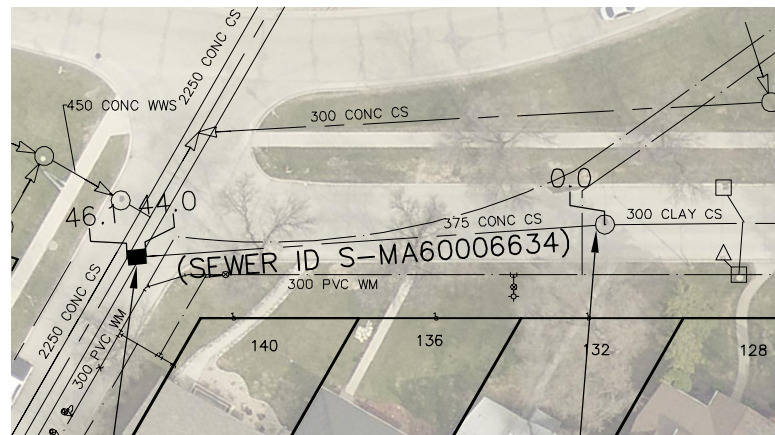 2250 CONC CS
450 CONC WWS
300 CONC CS
0.0
46.1
44.0
375 CONC CS
300 CLAY CS
(SEWER ID S-MA60006634)
300 PVC WM
2250 CONC CS
300 PVC WM
140
136
132
128